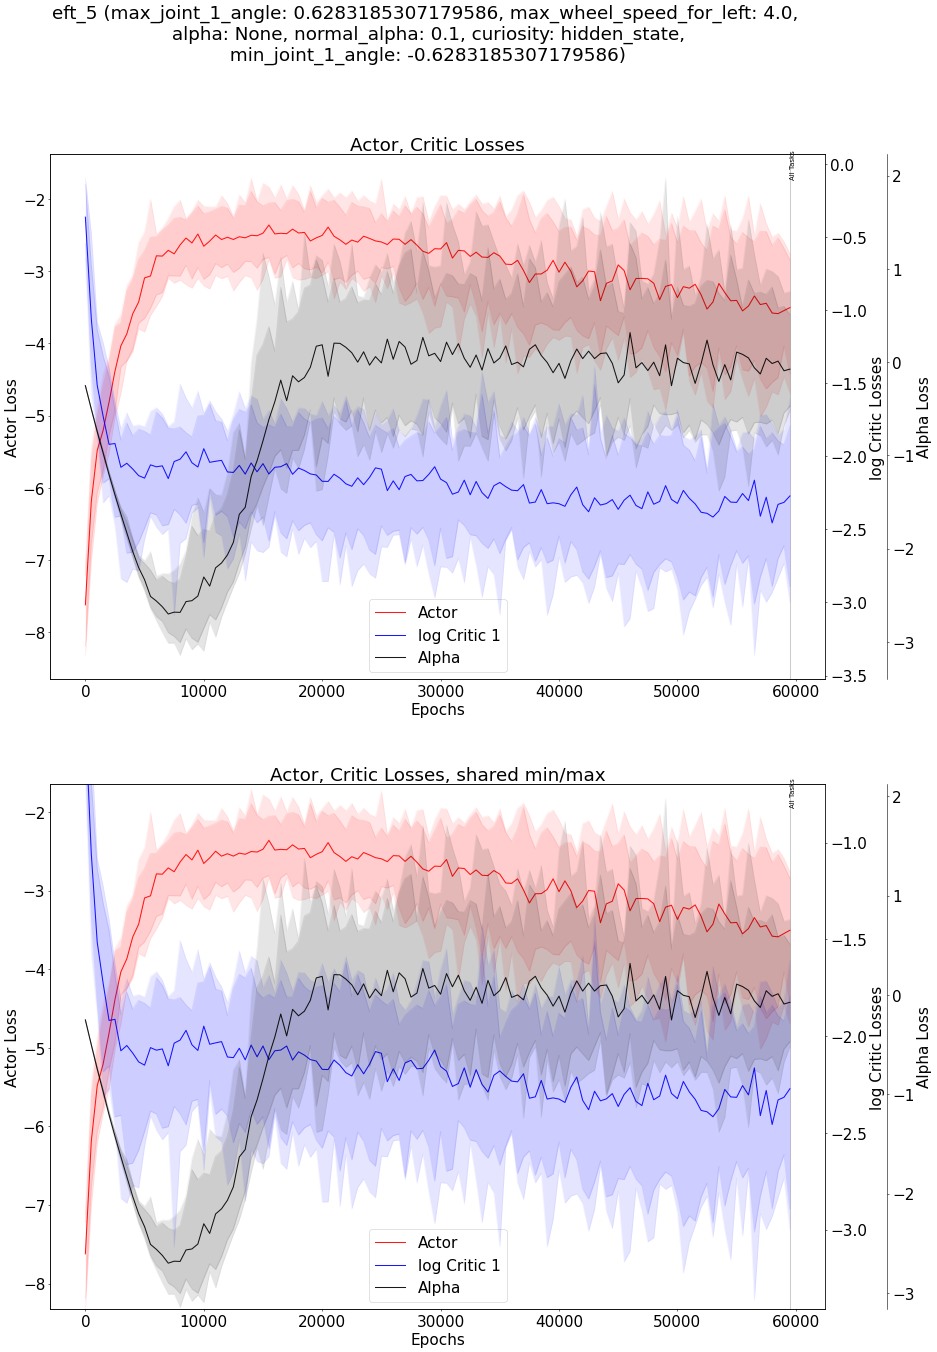 eft_5 (max_joint_1_angle: 0.6283185307179586, max_wheel_speed_for_left: 4.0,
alpha: None, normal_alpha: 0.1, curiosity: hidden_state,
min_joint_1_angle: -0.6283185307179586)
Actor, Critic Losses
All Tasks
−2
−3
−4
−5
−6
−7
−8
Actor Loss
0.0
−0.5
−1.0
−1.5
−2.0
−2.5
−3.0
−3.5
log Critic Losses
2
1
0
−1
−2
−3
Alpha Loss
Actor
log Critic 1
Alpha
0 10000 20000 30000 40000 50000 60000
Epochs
Actor, Critic Losses, shared min/max
All Tasks
−2
−3
−4
−5
−6
−7
−8
Actor Loss
−1.0
−1.5
−2.0
−2.5
−3.0
log Critic Losses
2
1
0
−1
−2
−3
Alpha Loss
Actor
log Critic 1
Alpha
0 10000 20000 30000 40000 50000 60000
Epochs